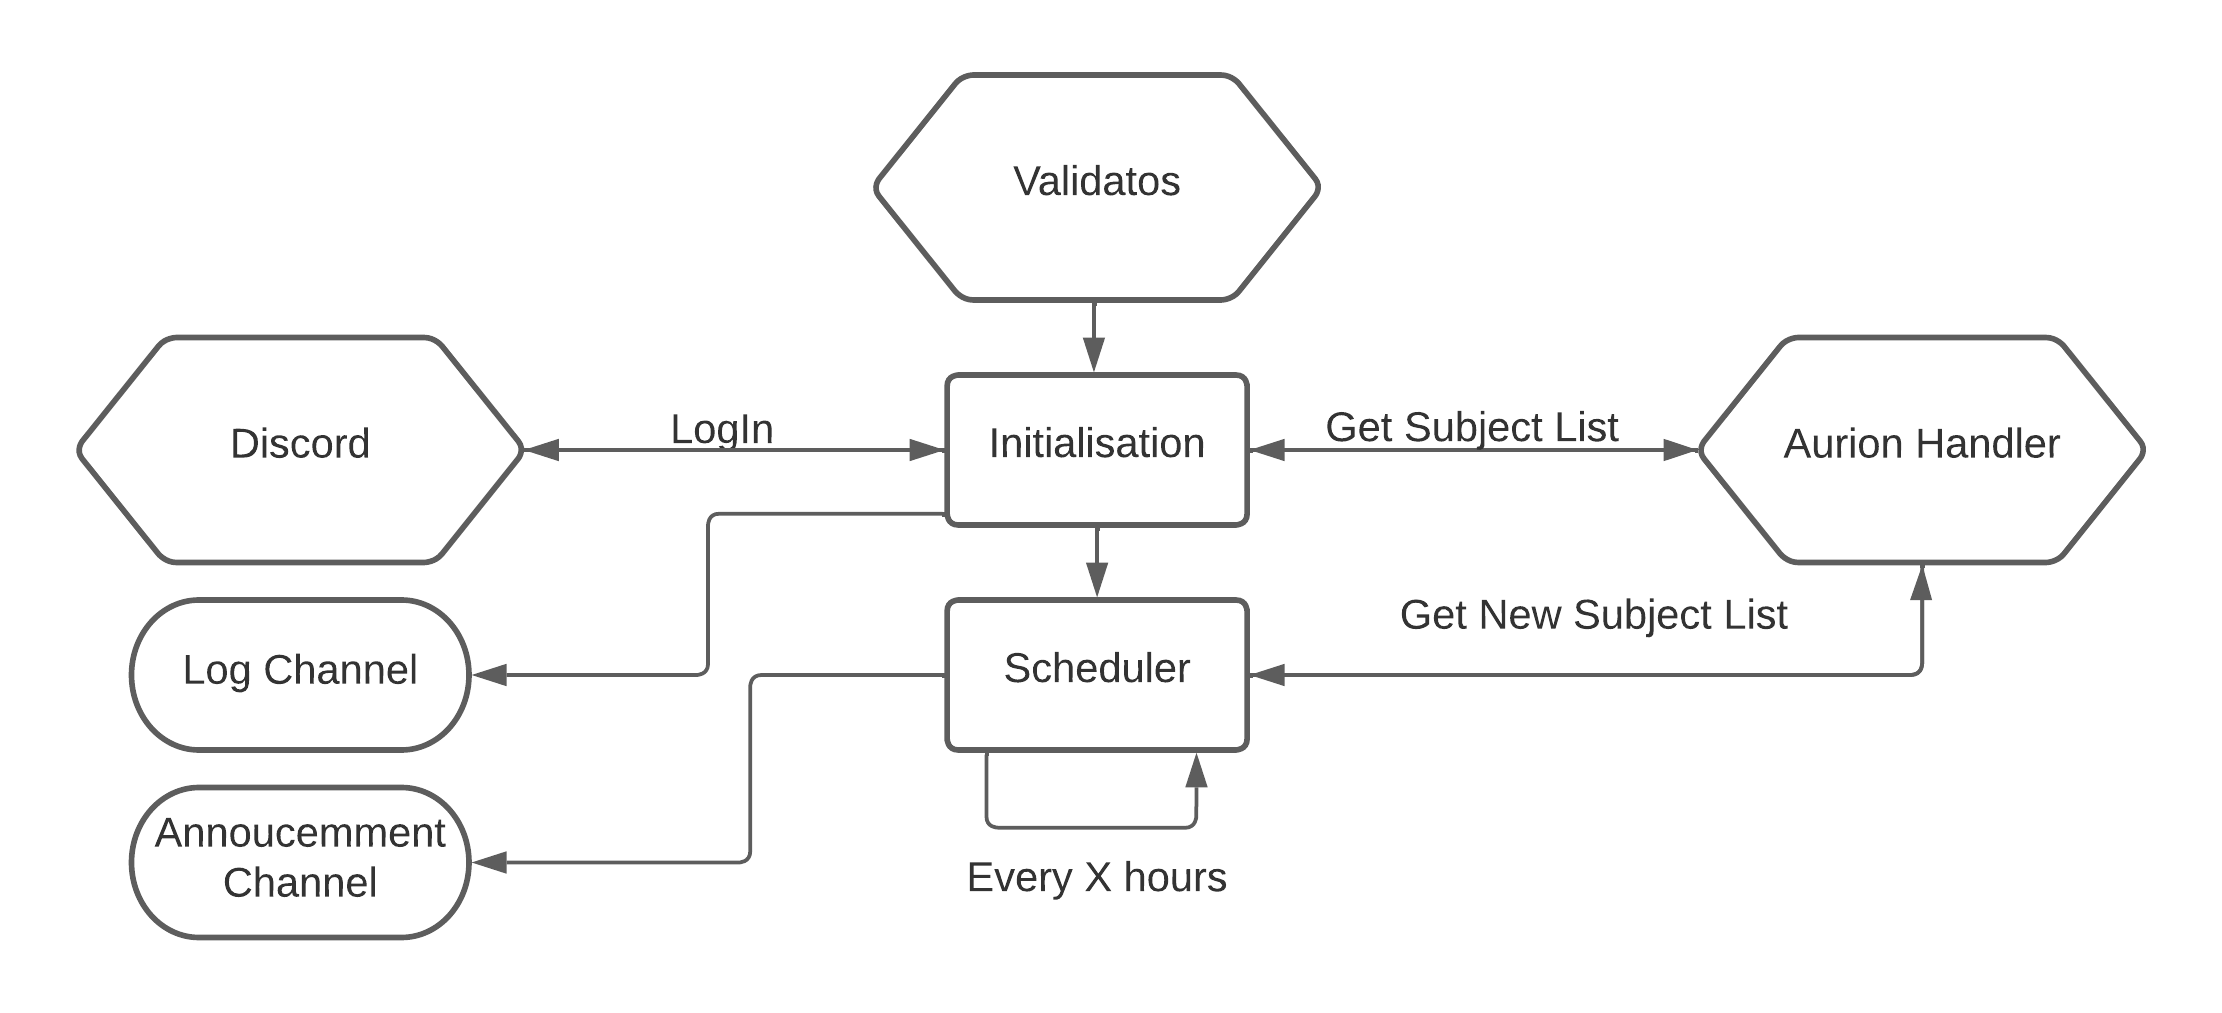 Validatos
Discord
LogIn
Initialisation
Get Subject List
Aurion Handler
Log Channel
Scheduler
Get New Subject List
Annoucemment
Channel
Every X hours